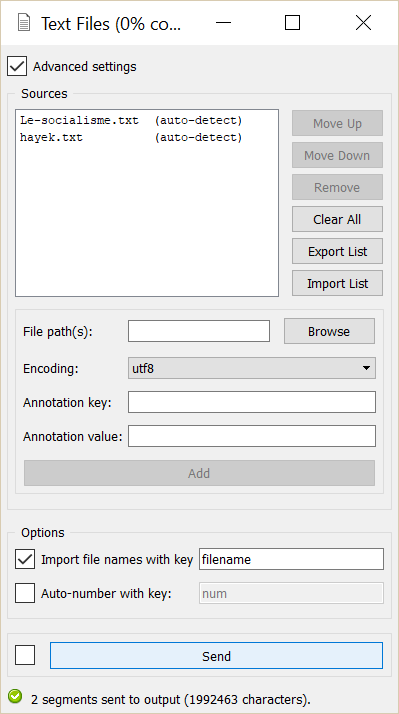 Text Files (0% co...
Advanced settings
Sources
Le-socialisme.txt (auto-detect)
hayek.txt (auto-detect)
Move Up
Move Down
Remove
Clear All
Export List
Import List
File path(s):
Browse
Encoding:
utf8
Annotation key:
Annotation value:
Add
Options
Import file names with key
filename
Auto-number with key:
num
Send
2 segments sent to output (1992463 characters).